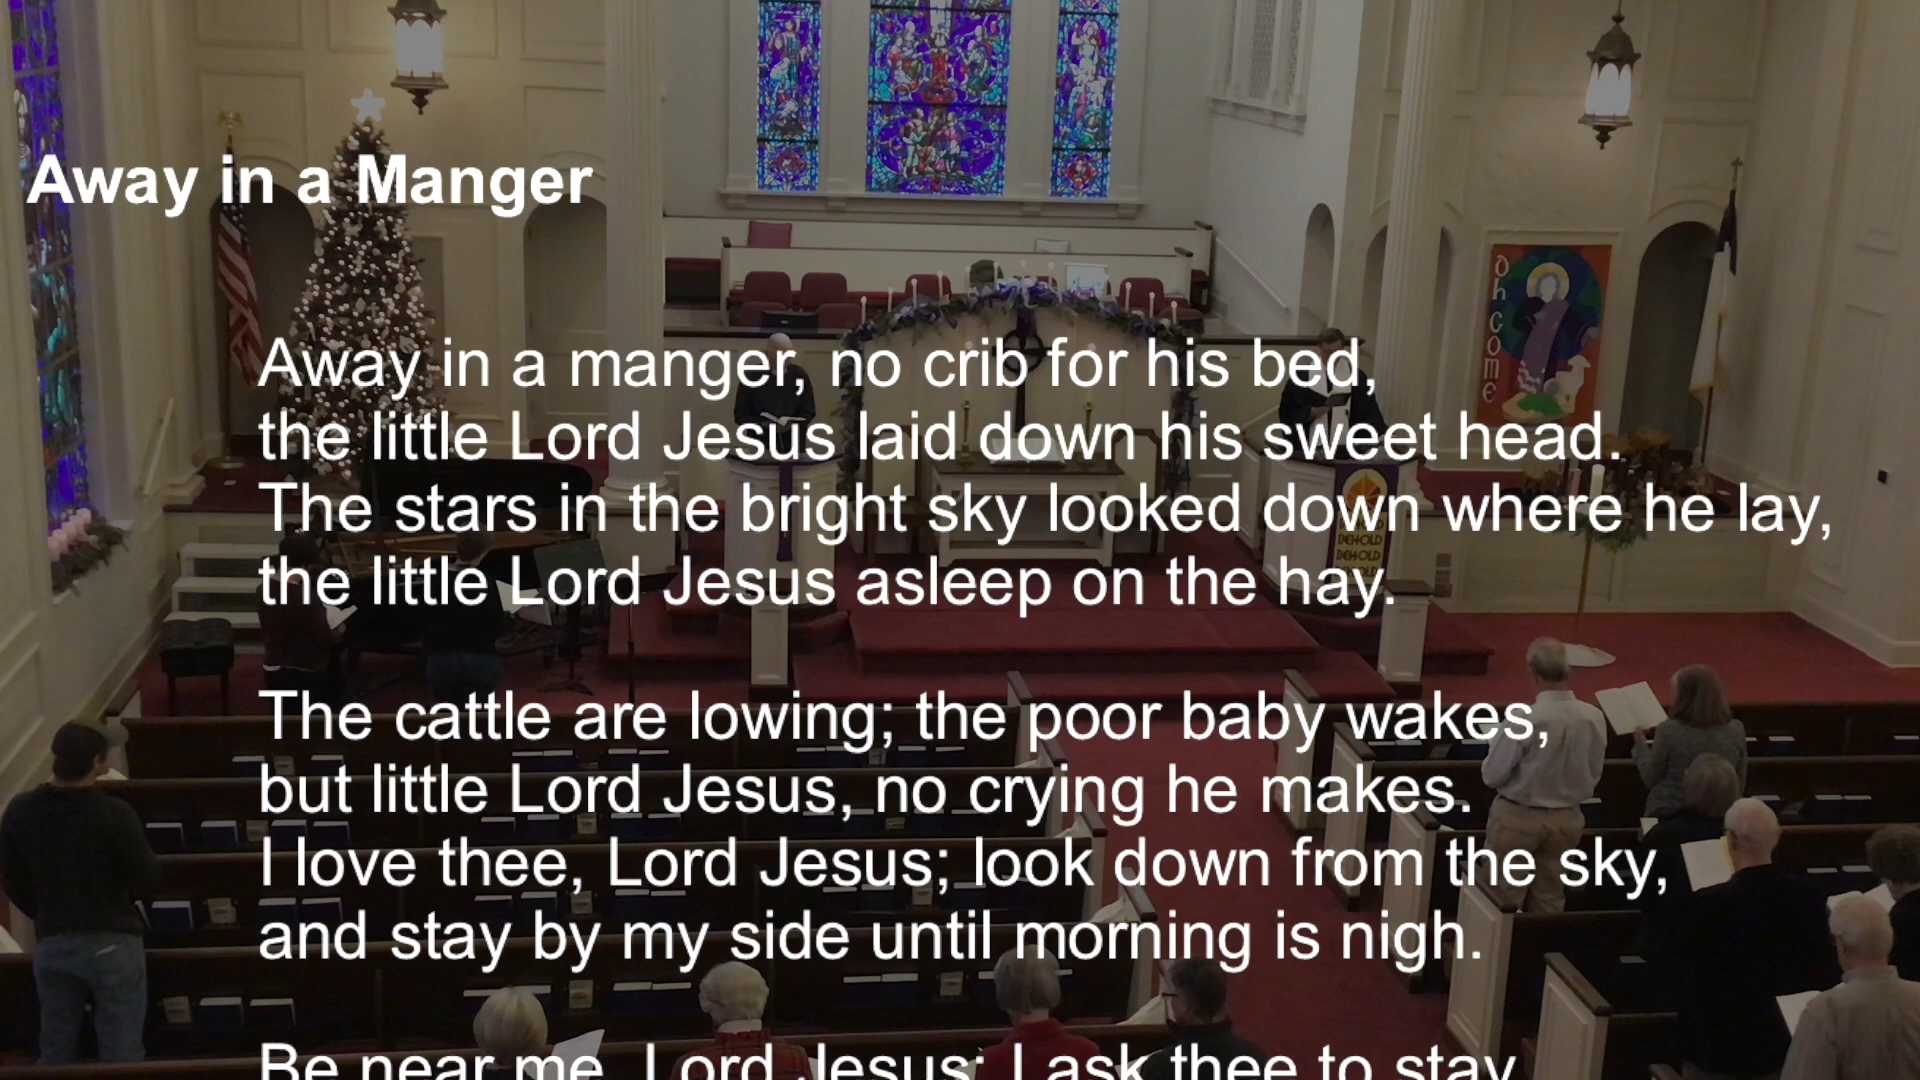 Away in a Manger
Away in a manger, no crib for his bed,
the little Lord Jesus laid down his sweet head.
The stars in the bright sky looked down where he lay,
the little Lord Jesus asleep on the hay.
The cattle are lowing; the poor baby wakes,
but little Lord Jesus, no crying he makes.
I love thee, Lord Jesus; look down from the sky,
and stay by my side until morning is nigh.
Be near me, Lord Jesus; I ask thee to stay
oh
come
BEHOLD
BEHOLD